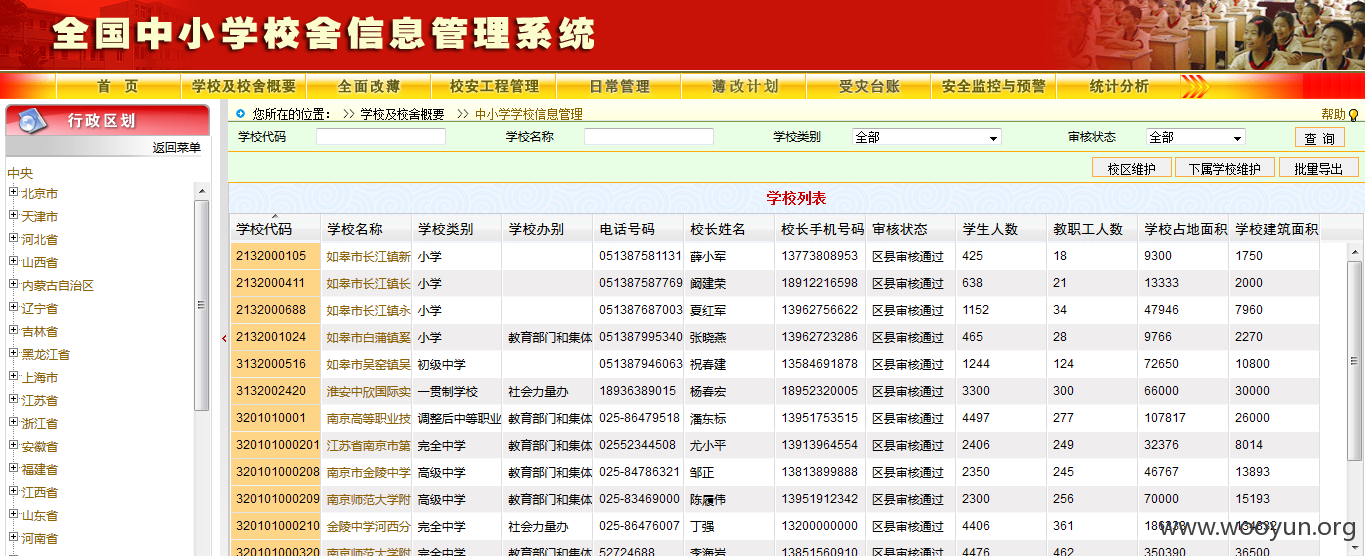 全国中小学校舍信息管理系统
首 页 学校及校舍概要 全面改薄 校安工程管理 日常管理 薄改计划 受灾台账 安全监控与预警 统计分析
行政区划
返回菜单
中央
北京市
天津市
河北省
山西省
内蒙古自治区
辽宁省
吉林省
黑龙江省
上海市
江苏省
浙江省
安徽省
福建省
江西省
山东省
河南省
您所在的位置： >> 学校及校舍概要 >> 中小学学校信息管理 帮助
学校代码 学校名称 学校类别 全部 审核状态 全部 查 询
校区维护 下属学校维护 批量导出
学校列表
学校代码 学校名称 学校类别 学校办别 电话号码 校长姓名 校长手机号码 审核状态 学生人数 教职工人数 学校占地面积 学校建筑面积
2132000105 如皋市长江镇新 小学 051387581131 薛小军 13773808953 区县审核通过 425 18 9300 1750
2132000411 如皋市长江镇长 小学 051387587769 阚建荣 18912216598 区县审核通过 638 21 13333 2000
2132000688 如皋市长江镇永 小学 051387687003 夏红军 13962756622 区县审核通过 1152 34 47946 7960
2132001024 如皋市白蒲镇奚 小学 教育部门和集体 051387995340 张晓燕 13962723286 区县审核通过 465 28 9766 2270
2132000516 如皋市吴窑镇吴 初级中学 051387946063 祝春建 13584691878 区县审核通过 1244 124 72650 10800
3132002420 淮安中欣国际实 一贯制学校 社会力量办 18936389015 杨春宏 18952320005 区县审核通过 3300 300 66000 30000
3201010001 南京高等职业技 调整后中等职业 教育部门和集体 025-86479518 潘东标 13951753515 区县审核通过 4497 277 107817 26000
320101000201 江苏省南京市第 完全中学 教育部门和集体 02552344508 尤小平 13913964554 区县审核通过 2406 249 32376 8014
320101000208 南京市金陵中学 高级中学 教育部门和集体 025-84786321 邹正 13813899888 区县审核通过 2350 245 46767 13893
320101000209 南京师范大学附 高级中学 教育部门和集体 025-83469000 陈履伟 13951912342 区县审核通过 2300 256 70000 15193
320101000210 金陵中学河西分 完全中学 社会力量办 025-86476007 丁强 13200000000 区县审核通过 4406 361
320101000320 南京师范大学附 完全中学 教育部门和集体 52724688 李海岩 13851560910 区县审核通过 4476 462 350390 36500
www.wooyun.org